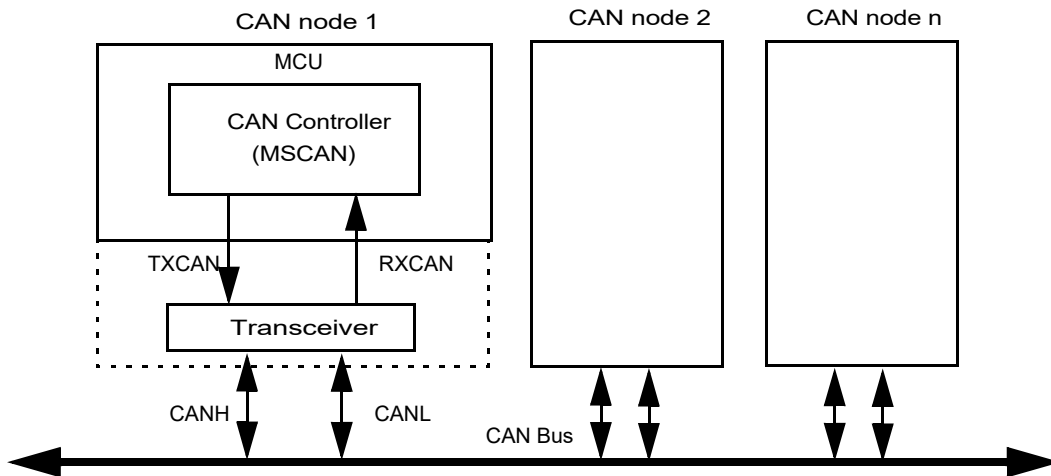 CAN node 1
CAN node 2
CAN node n
MCU
CAN Controller
(MSCAN)
TXCAN
RXCAN
Transceiver
CANH
CANL
CAN Bus